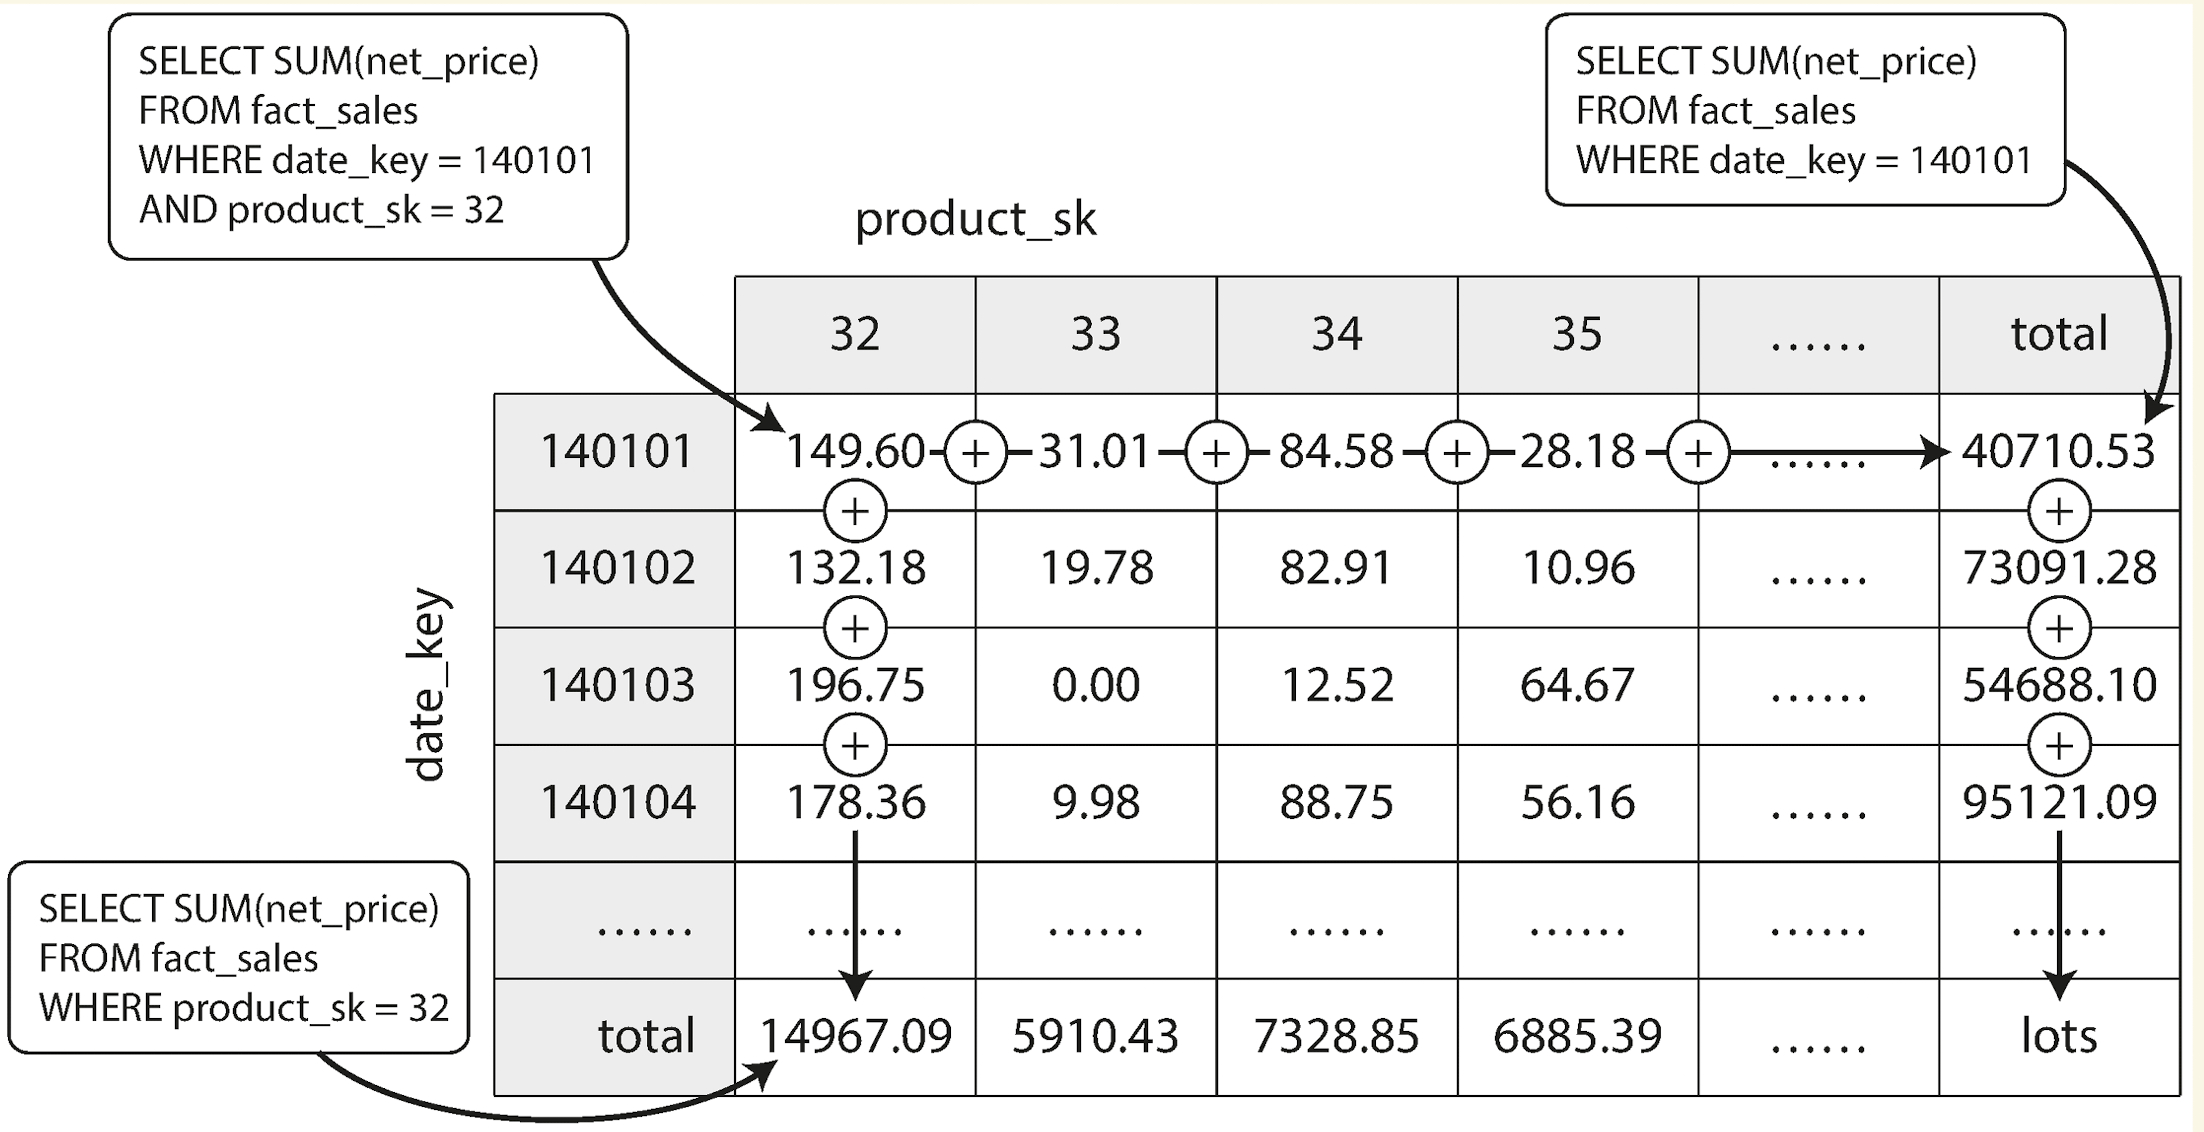 SELECT SUM(net_price)
FROM fact_sales
WHERE date_key = 140101
AND product_sk = 32
SELECT SUM(net_price)
FROM fact_sales
WHERE date_key = 140101
product_sk
32 33 34 35 ...... total
140101 149.60 + 31.01 + 84.58 + 28.18 + ...... 40710.53
+ +
140102 132.18 19.78 82.91 10.96 ...... 73091.28
+ +
140103 196.75 0.00 12.52 64.67 ...... 54688.10
+ +
140104 178.36 9.98 88.75 56.16 ...... 95121.09
...... ...... ...... ...... ...... ...... ......
total 14967.09 5910.43 7328.85 6885.39 ...... lots
date_key
SELECT SUM(net_price)
FROM fact_sales
WHERE product_sk = 32